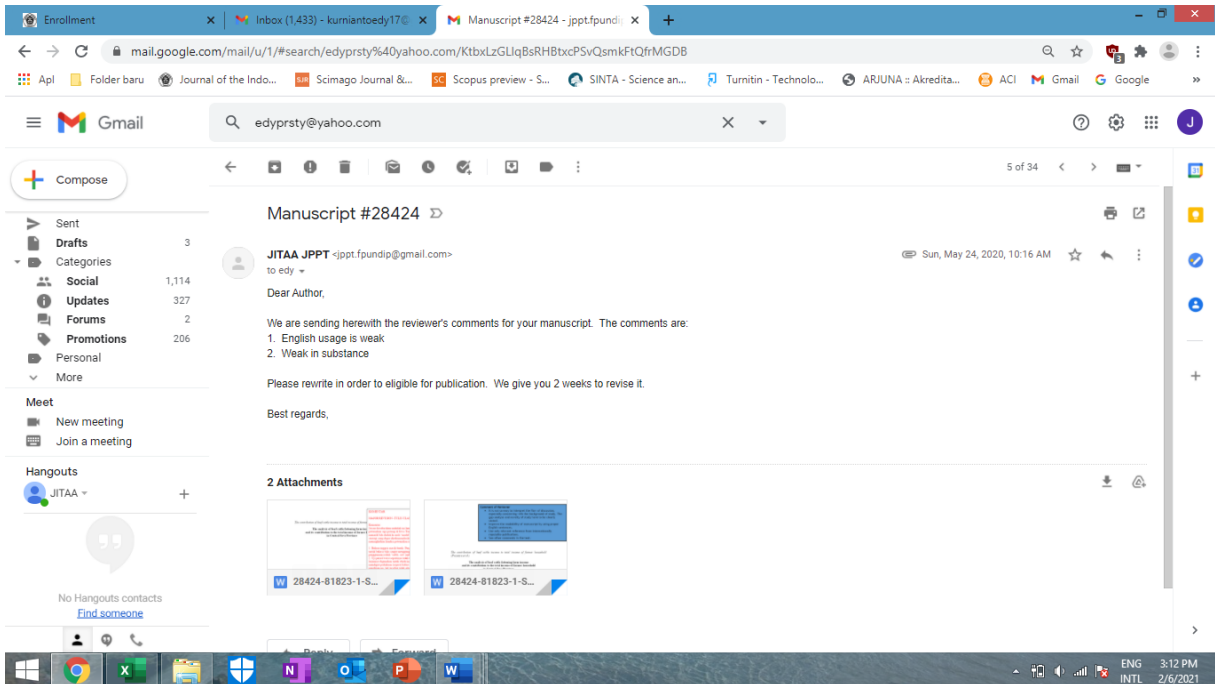 Enrollment
Inbox (1,433) - kurniantoedy17@
Manuscript #28424 - jppt.fpundi
mail.google.com/mail/u/1/#search/edyprsty%40yahoo.com/KtbxLzGLlqBsRHBtxcPSvQsmkFtQfrMGDB
3
Apl
Folder baru
Journal of the Indo...
SJR
Scimago Journal &...
SC
Scopus preview - S...
SINTA - Science an...
Turnitin - Technolo...
ARJUNA :: Akredita...
ACI
Gmail
Google
»
Gmail
edyprsty@yahoo.com
J
Compose
5 of 34
31
Sent
Drafts 3
Categories
Social 1,114
Updates 327
Forums 2
Promotions 206
Personal
More
Meet
New meeting
Join a meeting
Hangouts
JITAA
No Hangouts contacts
Find someone
Manuscript #28424
JITAA JPPT <jppt.fpundip@gmail.com>
Sun, May 24, 2020, 10:16 AM
to edy
Dear Author,
We are sending herewith the reviewer's comments for your manuscript. The comments are:
1. English usage is weak
2. Weak in substance
Please rewrite in order to eligible for publication. We give you 2 weeks to revise it.
Best regards,
2 Attachments
W 28424-81823-1-S...
W 28424-81823-1-S...
Reply
Forward
ENG
INTL
3:12 PM
2/6/2021